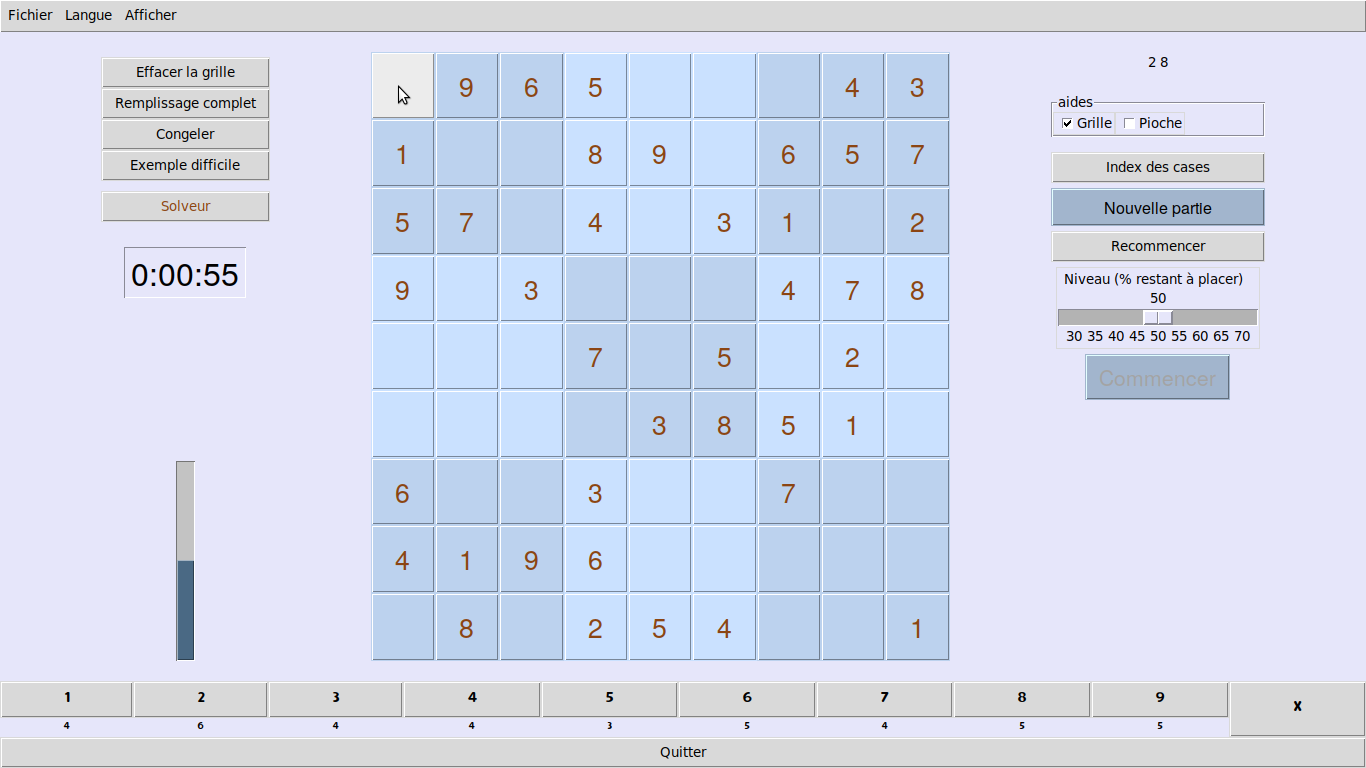 Fichier Langue Afficher
Effacer la grille
Remplissage complet
Congeler
Exemple difficile
Solveur
0:00:55
9 6 5 4 3
1 8 9 6 5 7
5 7 4 3 1 2
9 3 4 7 8
7 5 2
3 8 5 1
6 3 7
4 1 9 6
8 2 5 4 1
2 8
aides
Grille Pioche
Index des cases
Nouvelle partie
Recommencer
Niveau (% restant à placer)
50
30 35 40 45 50 55 60 65 70
Commencer
1 2 3 4 5 6 7 8 9 x
4 6 4 4 3 5 4 5 5
Quitter